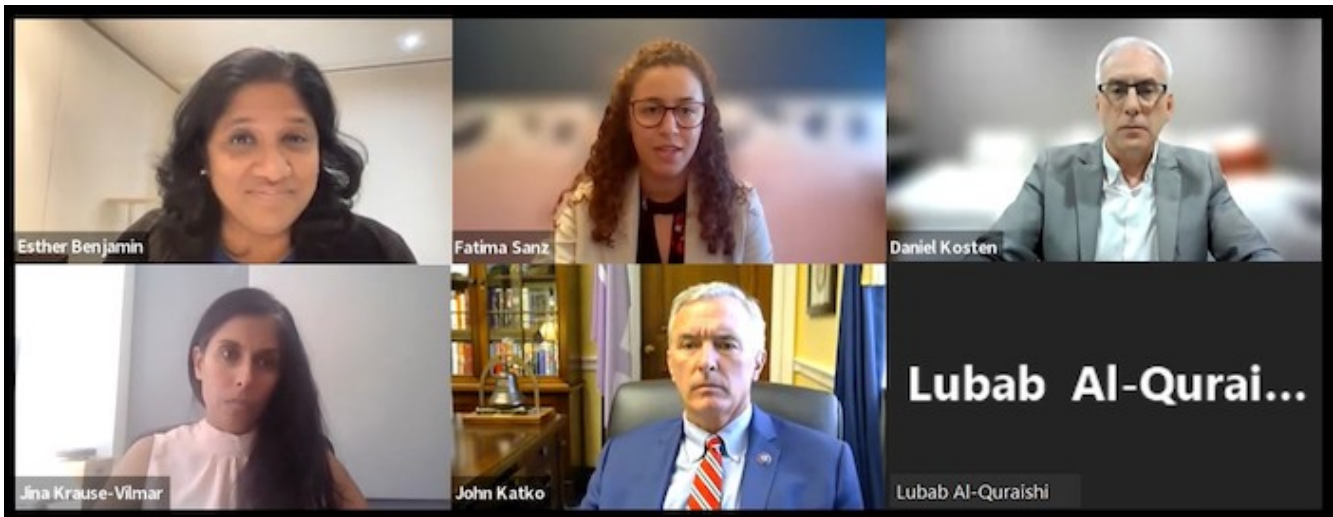 Esther Benjamin
Fatima Sanz
Daniel Kosten
Jina Krause-Vilmar
John Katko
Lubab Al-Qurai...
Lubab Al-Quraishi